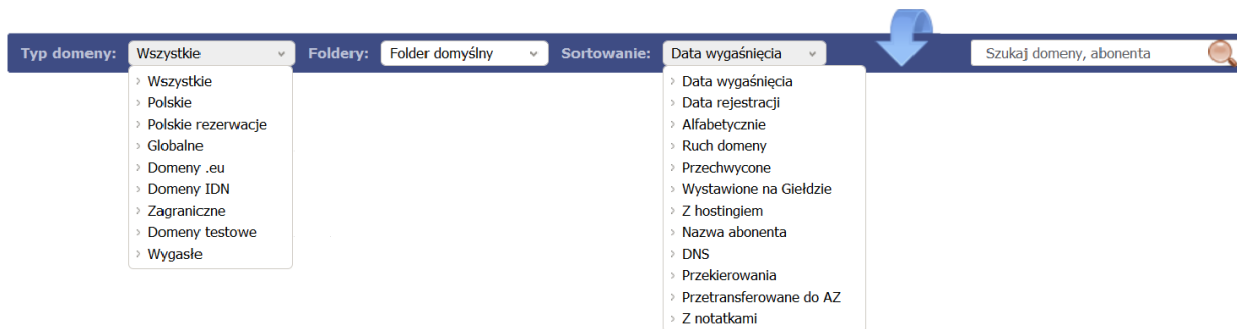 Typ domeny: Wszystkie Foldery: Folder domyślny Sortowanie: Data wygaśnięcia Szukaj domeny, abonenta
Wszystkie
Polskie
Polskie rezerwacje
Globalne
Domeny .eu
Domeny IDN
Zagraniczne
Domeny testowe
Wygasłe
Data wygaśnięcia
Data rejestracji
Alfabetycznie
Ruch domeny
Przechwycone
Wystawione na Giełdzie
Z hostingiem
Nazwa abonenta
DNS
Przekierowania
Przetransferowane do AZ
Z notatkami